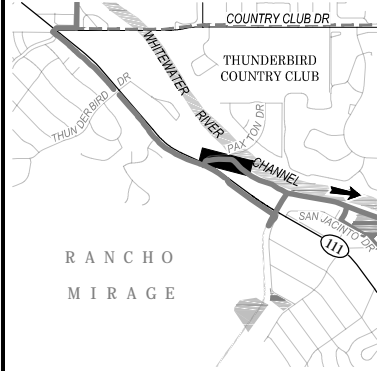 COUNTRY CLUB DR
WHITEWATER
RIVER
CHANNEL
THUNDERBIRD
COUNTRY CLUB
THUNDERBIRD DR
PAXTON DR
SAN JACINTO DR
111
RANCHO
MIRAGE